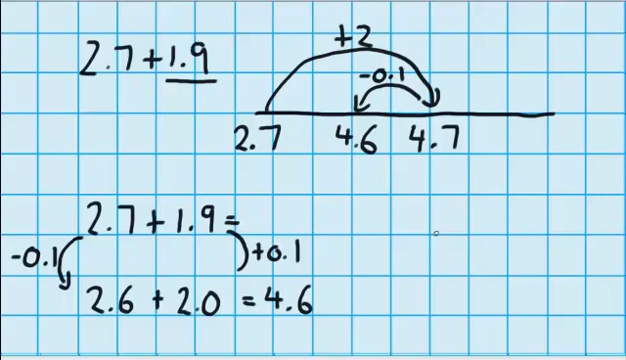 2.7+1.9
+2
-0.1
2.7 4.6 4.7
2.7+1.9=
-0.1 +0.1
2.6 + 2.0 = 4.6